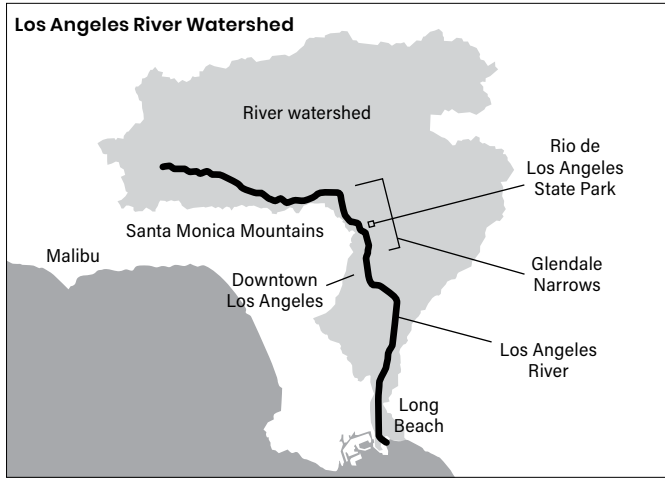 Los Angeles River Watershed
River watershed
Rio de
Los Angeles
State Park
Santa Monica Mountains
Malibu
Glendale
Narrows
Downtown
Los Angeles
Los Angeles
River
Long
Beach